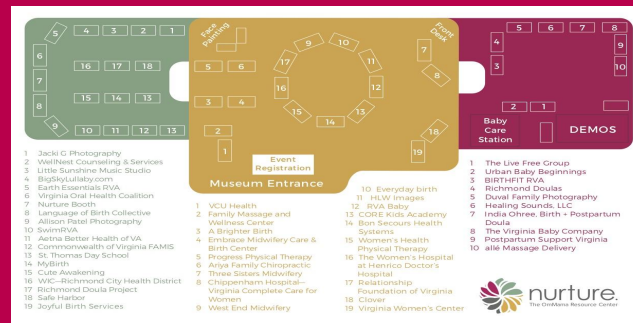 5 4 3 2 1
6
7
8
9
16 17 18
15 14 13
10 11 12 13
Face
Painting
Front
Desk
5 6
3 4
2
1
9 10
17 11
16 12
15 13
14
7
8
18
19
Event
Registration
Museum Entrance
5 6 7 8
4 9
3 10
2 1
Baby
Care
Station
DEMOS
1 Jacki G Photography
2 WellNest Counseling & Services
3 Little Sunshine Music Studio
4 BigSkyLullaby.com
5 Earth Essentials RVA
6 Virginia Oral Health Coalition
7 Nurture Booth
8 Language of Birth Collective
9 Allison Patel Photography
10 SwimRVA
11 Aetna Better Health of VA
12 Commonwealth of Virginia FAMIS
13 St. Thomas Day School
14 MyBirth
15 Cute Awakening
16 WIC--Richmond City Health District
17 Richmond Doula Project
18 Safe Harbor
19 Joyful Birth Services
1 VCU Health
2 Family Massage and
Wellness Center
3 A Brighter Birth
4 Embrace Midwifery Care &
Birth Center
5 Progress Physical Therapy
6 Ariya Family Chiropractic
7 Three Sisters Midwifery
8 Chippenham Hospital--
Virginia Complete Care for
Women
9 West End Midwifery
10 Everyday birth
11 HLW Images
12 RVA Baby
13 CORE Kids Academy
14 Bon Secours Health
Systems
15 Women's Health
Physical Therapy
16 The Women's Hospital
at Henrico Doctor's
Hospital
17 Relationship
Foundation of Virginia
18 Clover
19 Virginia Women's Center
1 The Live Free Group
2 Urban Baby Beginnings
3 BIRTHFIT RVA
4 Richmond Doulas
5 Duval Family Photography
6 Healing Sounds, LLC
7 India Ohree, Birth + Postpartum
Doula
8 The Virginia Baby Company
9 Postpartum Support Virginia
10 allé Massage Delivery
nurture.
The OmMama Resource Center